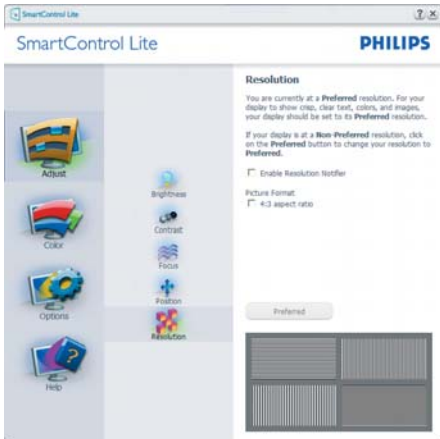 SmartControl Lite
SmartControl Lite
PHILIPS
Adjust
Color
Options
Help
Brightness
Contrast
Focus
Position
Resolution
Resolution
You are currently at a Preferred resolution. For your
display to show crisp, clear text, colors, and images,
your display should be set to its Preferred resolution.
If your display is at a Non-Preferred resolution, click
on the Preferred button to change your resolution to
Preferred.
Enable Resolution Notifier
Picture Format
4:3 aspect ratio
Preferred